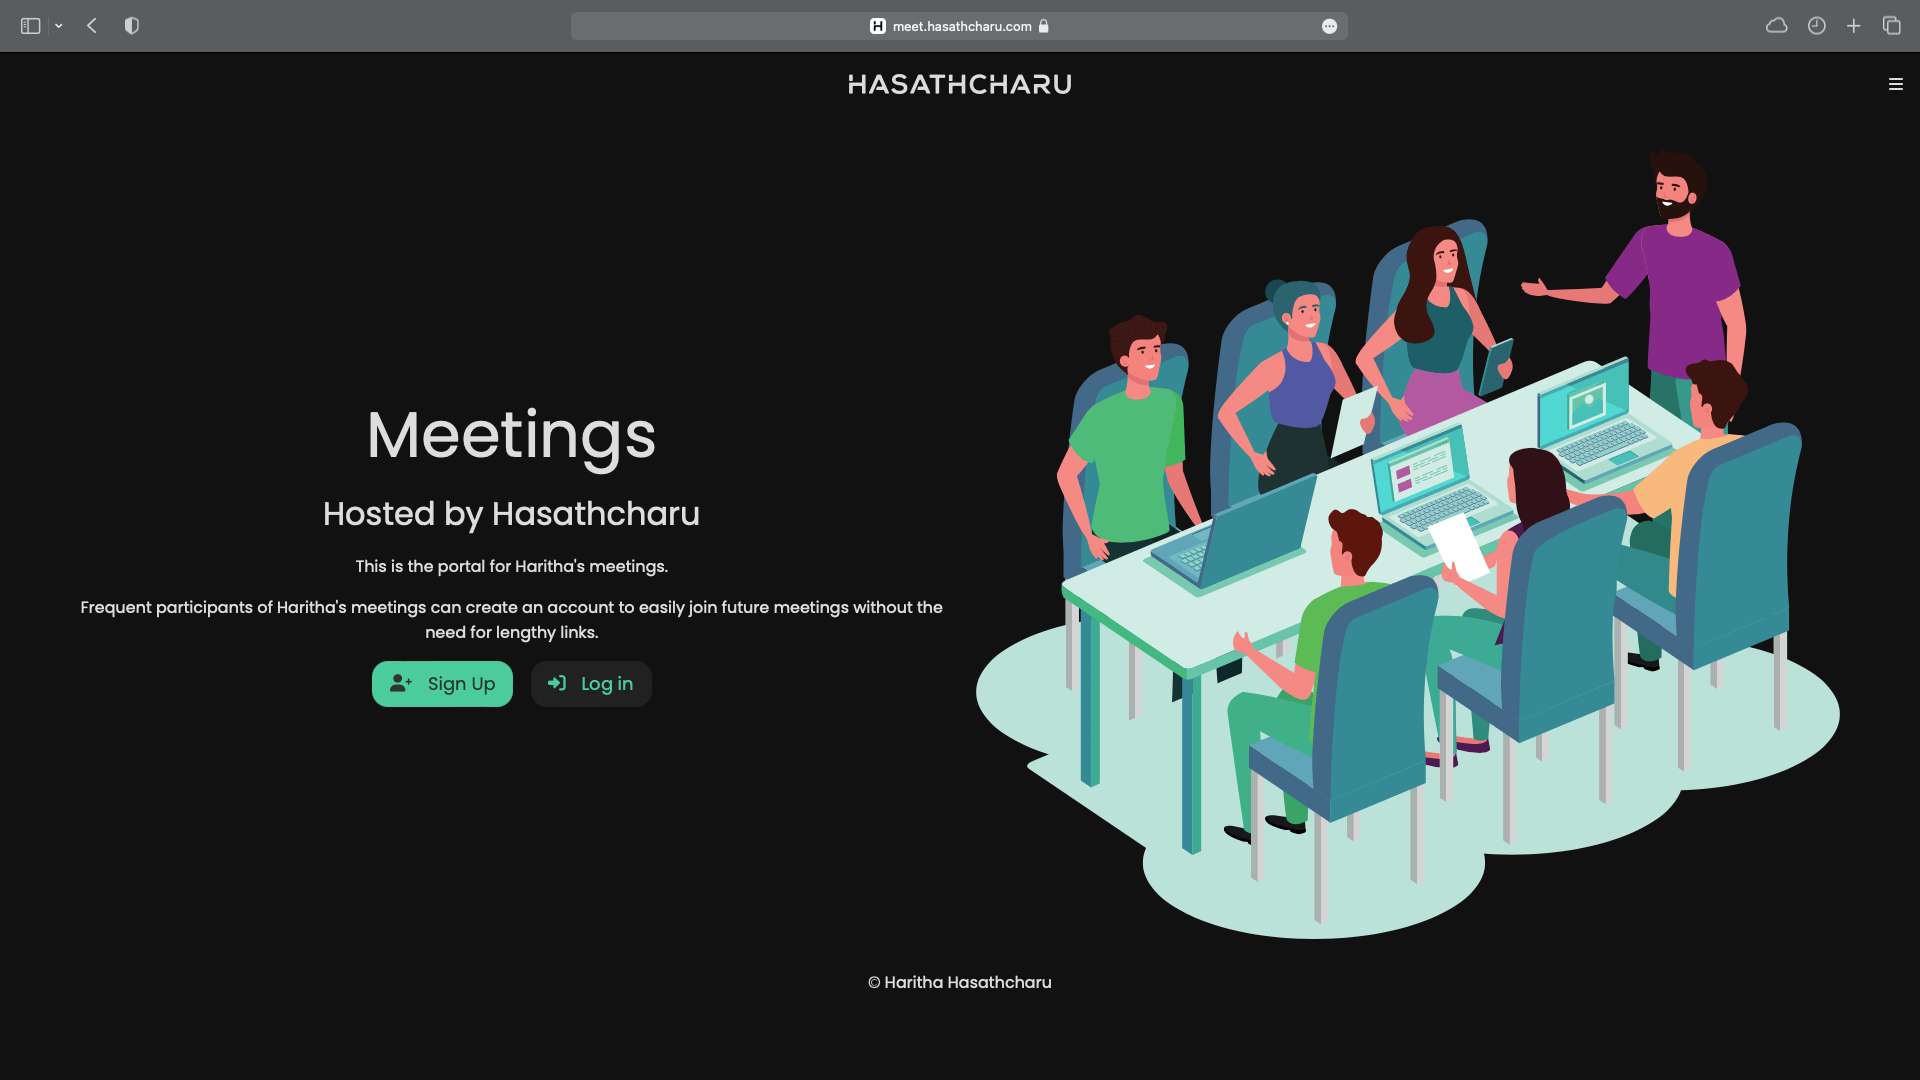 meet.hasathcharu.com
HASATHCHARU
Meetings
Hosted by Hasathcharu
This is the portal for Haritha's meetings.
Frequent participants of Haritha's meetings can create an account to easily join future meetings without the
need for lengthy links.
Sign Up
Log in
© Haritha Hasathcharu